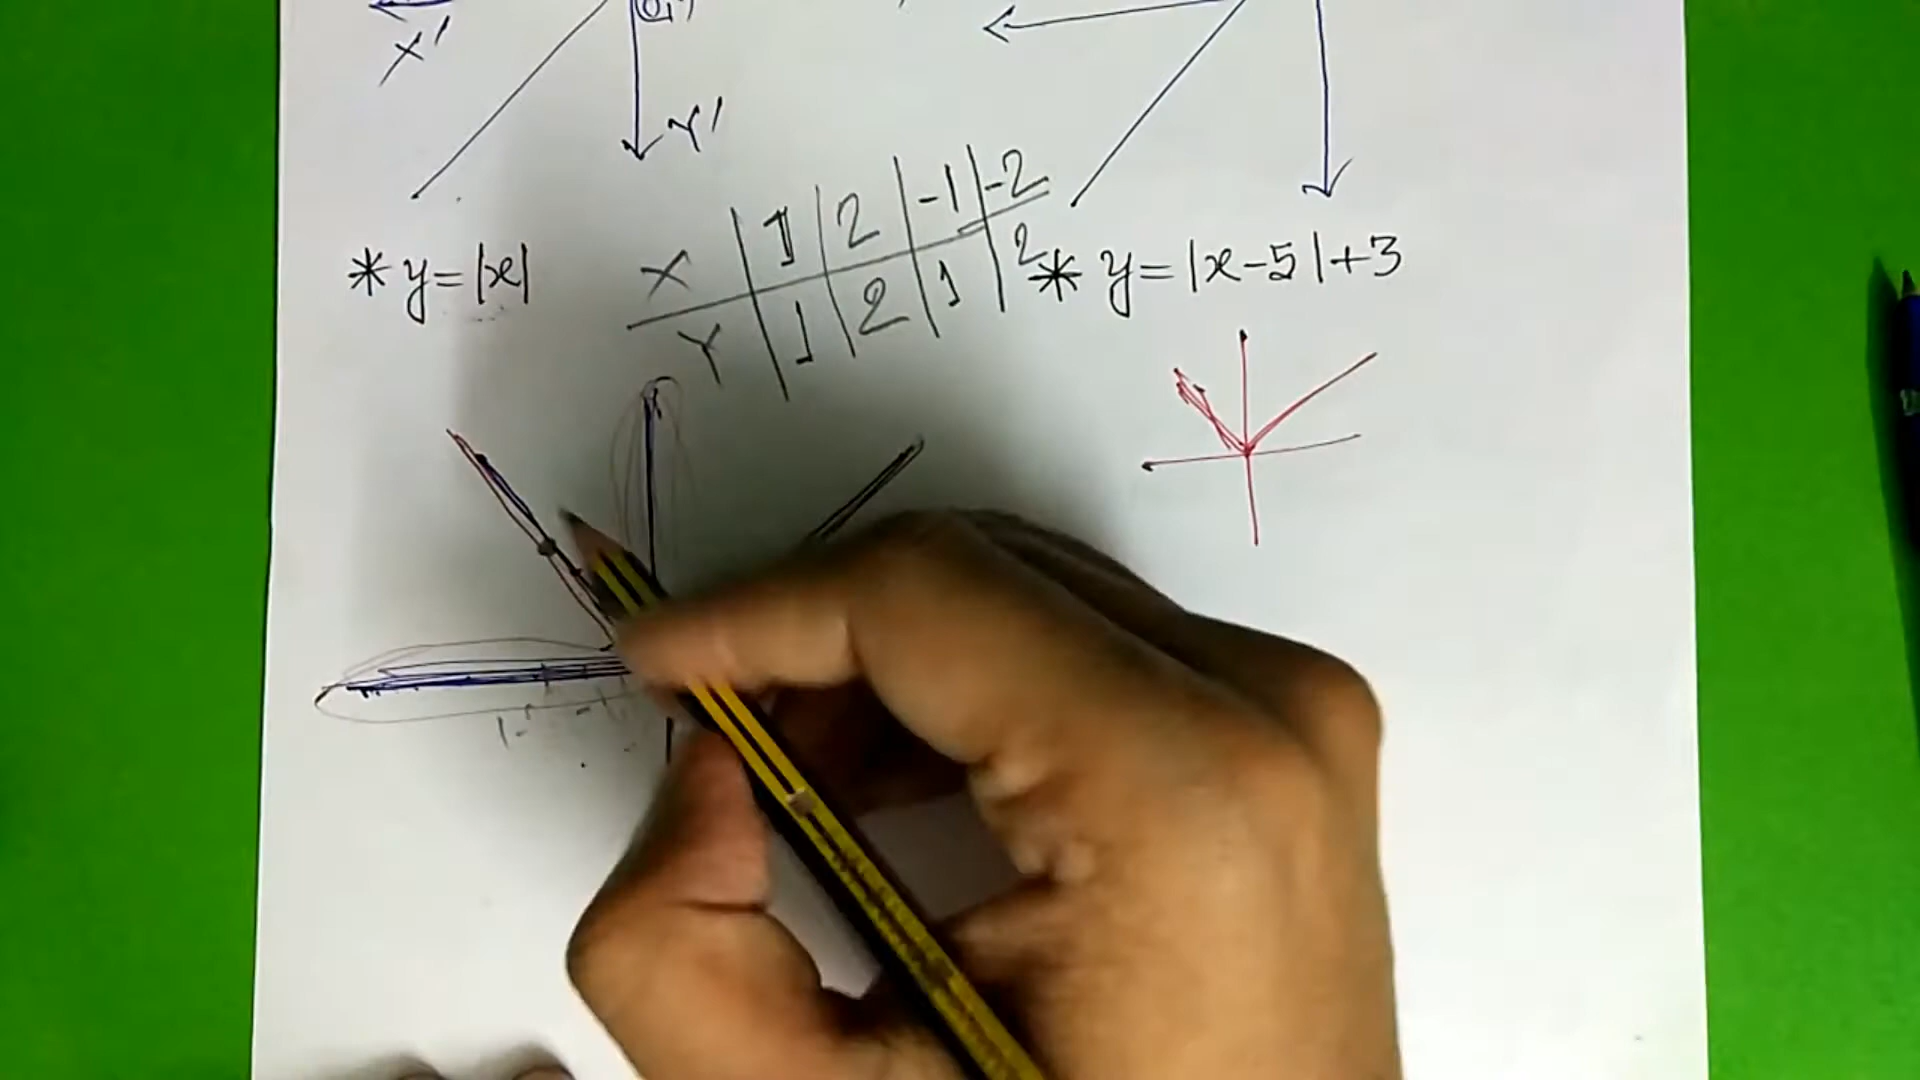 X'
Y'
* y=|x|
X 1 2 -1 -2
Y 1 2 1 2
* y=|x-5|+3